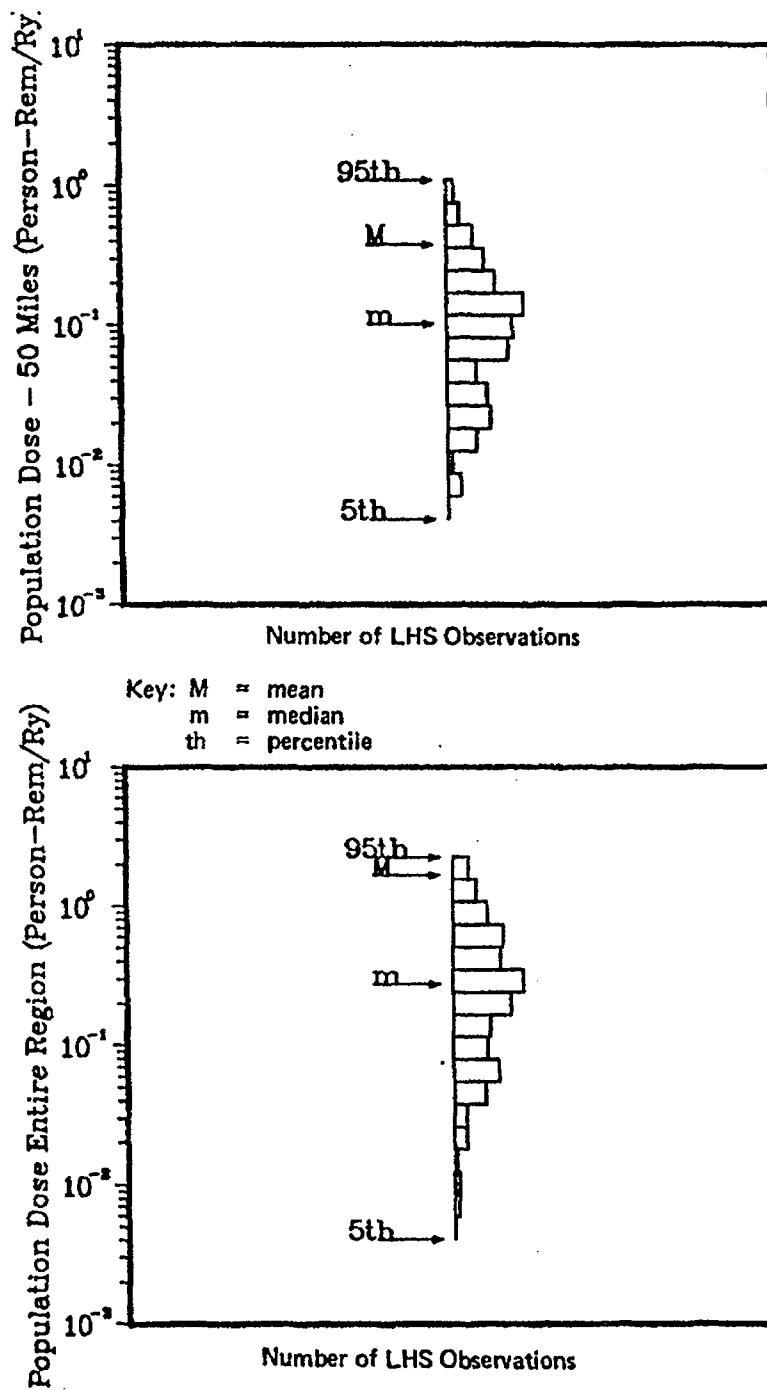 Population Dose – 50 Miles (Person–Rem/Ry)
10¹
10⁰
10⁻¹
10⁻²
10⁻³
95th
M
m
5th
Number of LHS Observations
Key: M = mean
m = median
th = percentile
Population Dose Entire Region (Person–Rem/Ry)
10¹
10⁰
10⁻¹
10⁻²
10⁻³
95th
M
m
5th
Number of LHS Observations